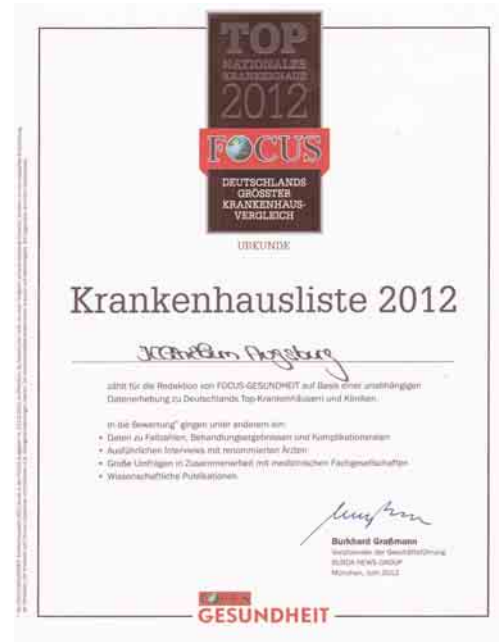 TOP
NATIONALES
KRANKENHAUS
2012
FOCUS
DEUTSCHLANDS
GRÖSSTER
KRANKENHAUS-
VERGLEICH
URKUNDE
Krankenhausliste 2012
Klinikum Augsburg
zählt für die Redaktion von FOCUS-GESUNDHEIT auf Basis einer unabhängigen
Datenerhebung zu Deutschlands Top-Krankenhäusern und Kliniken.
In die Bewertung* gingen unter anderem ein:
• Daten zu Fallzahlen, Behandlungsergebnissen und Komplikationsraten
• Ausführlichen Interviews mit renommierten Ärzten
• Große Umfragen in Zusammenarbeit mit medizinischen Fachgesellschaften
• Wissenschaftliche Publikationen
Burkhard Graßmann
Vorsitzender der Geschäftsführung
BURDA NEWS GROUP
München, Juni 2012
FOCUS
GESUNDHEIT